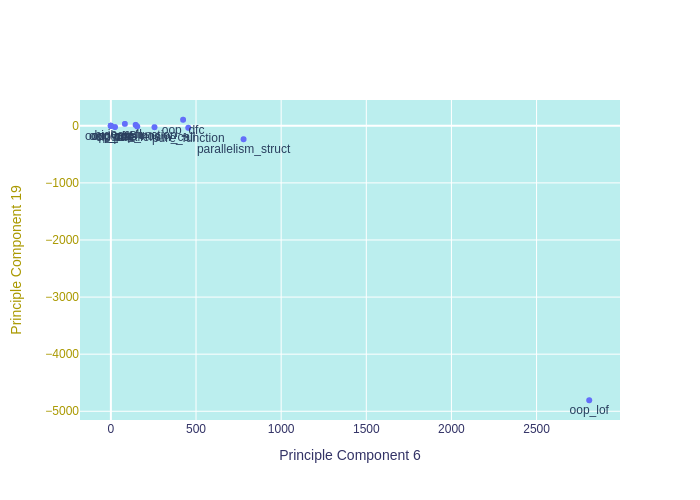 0
−1000
−2000
−3000
−4000
−5000
Principle Component 19
oop_dfc
pure_function
parallelism_struct
oop_lof
0
500
1000
1500
2000
2500
Principle Component 6